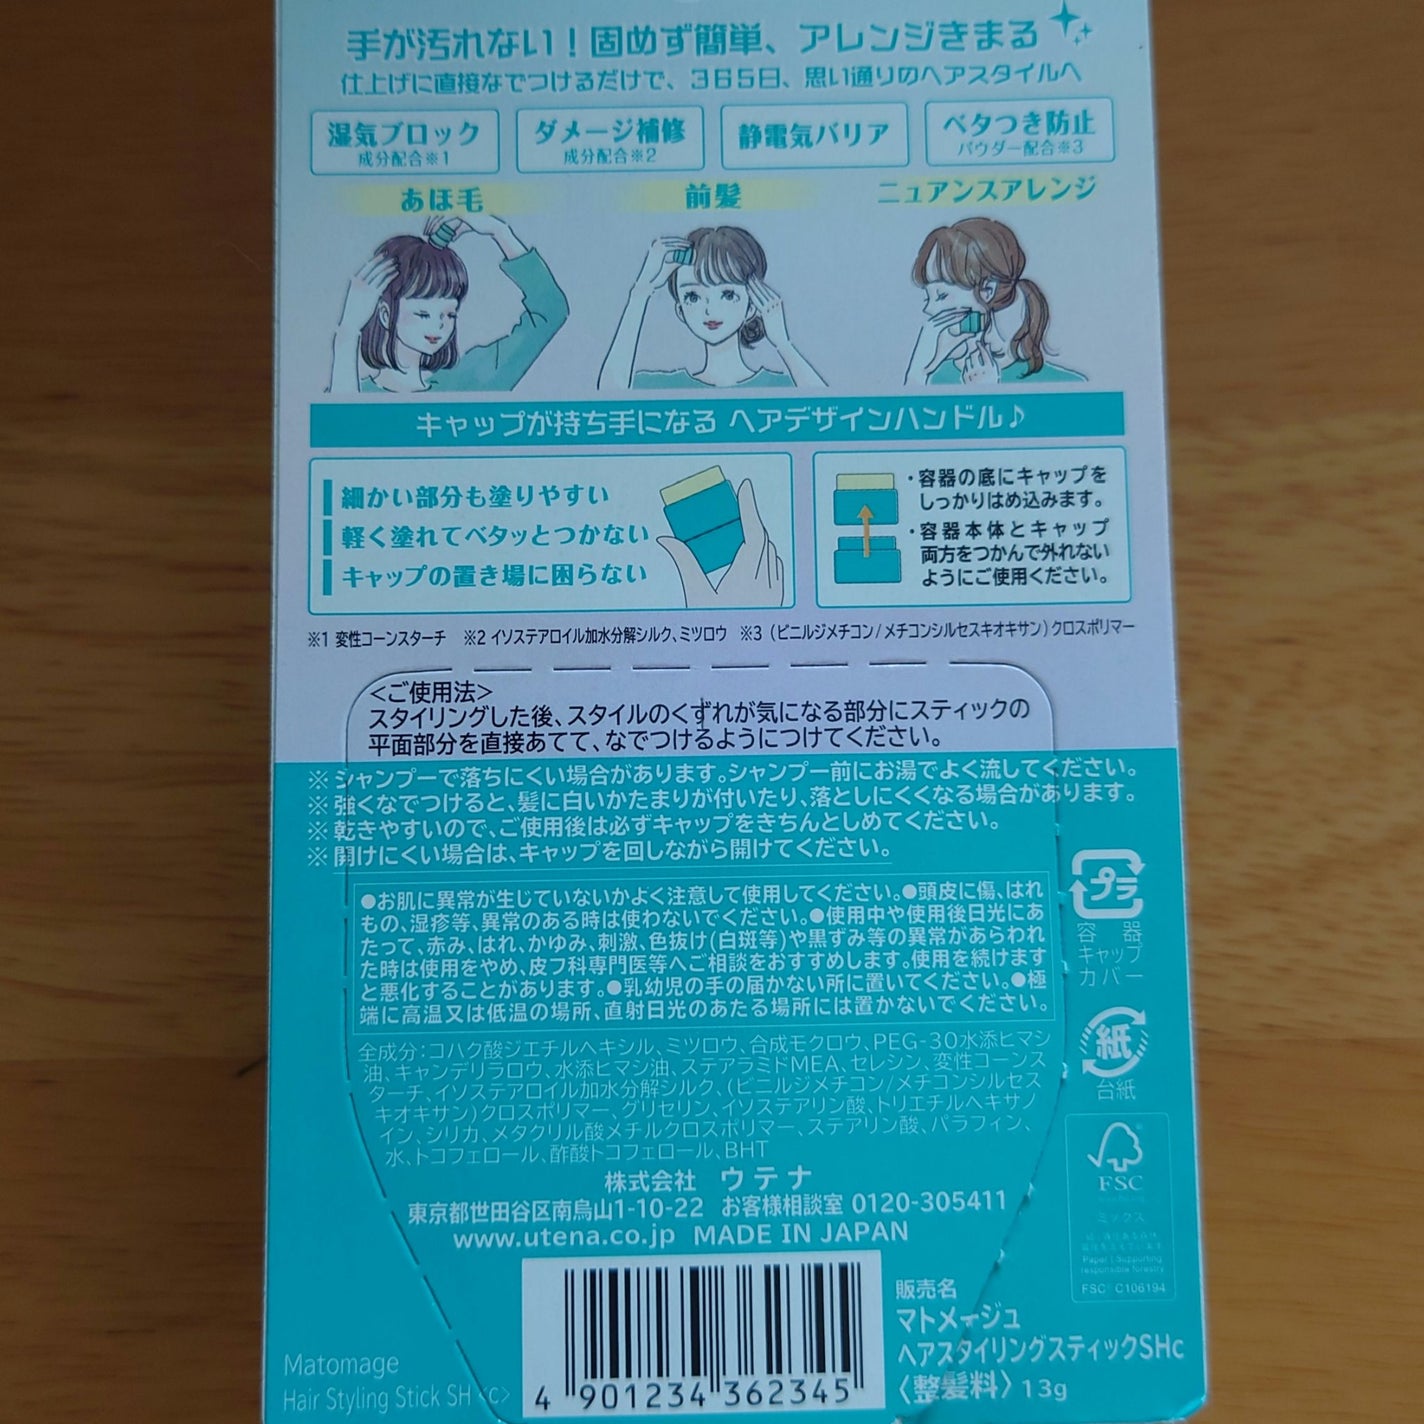 手が汚れない！固めず簡単、アレンジきまる
仕上げに直接なでつけるだけで、365日、思い通りのヘアスタイルへ
湿気ブロック
成分配合※1
ダメージ補修
成分配合※2
静電気バリア
ベタつき防止
パウダー配合※3
あほ毛
前髪
ニュアンスアレンジ
キャップが持ち手になる ヘアデザインハンドル♪
細かい部分も塗りやすい
軽く塗れてベタッとつかない
キャップの置き場に困らない
・容器の底にキャップを
しっかりはめ込みます。
・容器本体とキャップ
両方をつかんで外れない
ようにご使用ください。
※1 変性コーンスターチ ※2 イソステアロイル加水分解シルク、ミツロウ ※3（ビニルジメチコン/メチコンシルセスキオキサン）クロスポリマー
＜ご使用法＞
スタイリングした後、スタイルのくずれが気になる部分にスティックの
平面部分を直接あてて、なでつけるようにつけてください。
※ シャンプーで落ちにくい場合があります。シャンプー前にお湯でよく流してください。
※ 強くなでつけると、髪に白いかたまりが付いたり、落としにくくなる場合があります。
※ 乾きやすいので、ご使用後は必ずキャップをきちんとしめてください。
※ 開けにくい場合は、キャップを回しながら開けてください。
●お肌に異常が生じていないかよく注意して使用してください。●頭皮に傷、はれ
もの、湿疹等、異常のある時は使わないでください。●使用中や使用後日光にあ
たって、赤み、はれ、かゆみ、刺激、色抜け(白斑等)や黒ずみ等の異常があらわれ
た時は使用をやめ、皮フ科専門医等へご相談をおすすめします。使用を続けます
と悪化することがあります。●乳幼児の手の届かない所に置いてください。●極
端に高温又は低温の場所、直射日光のあたる場所には置かないでください。
プラ
容器
キャップ
カバー
紙
台紙
全成分：コハク酸ジエチルヘキシル、ミツロウ、合成モクロウ、PEG-30水添ヒマシ
油、キャンデリラロウ、水添ヒマシ油、ステアラミドMEA、セレシン、変性コーンス
ターチ、イソステアロイル加水分解シルク、（ビニルジメチコン/メチコンシルセス
キオキサン）クロスポリマー、グリセリン、イソステアリン酸、トリエチルヘキサノ
イン、シリカ、メタクリル酸メチルクロスポリマー、ステアリン酸、パラフィン、
水、トコフェロール、酢酸トコフェロール、BHT
株式会社 ウテナ
東京都世田谷区南烏山1-10-22 お客様相談室 0120-305411
www.utena.co.jp MADE IN JAPAN
FSC
ミックス
Paper | Supporting
responsible forestry
FSC® C106194
4 901234 362345
販売名
マトメージュ
ヘアスタイリングスティックSHc
〈整髪料〉13g
Matomage
Hair Styling Stick SH <c>